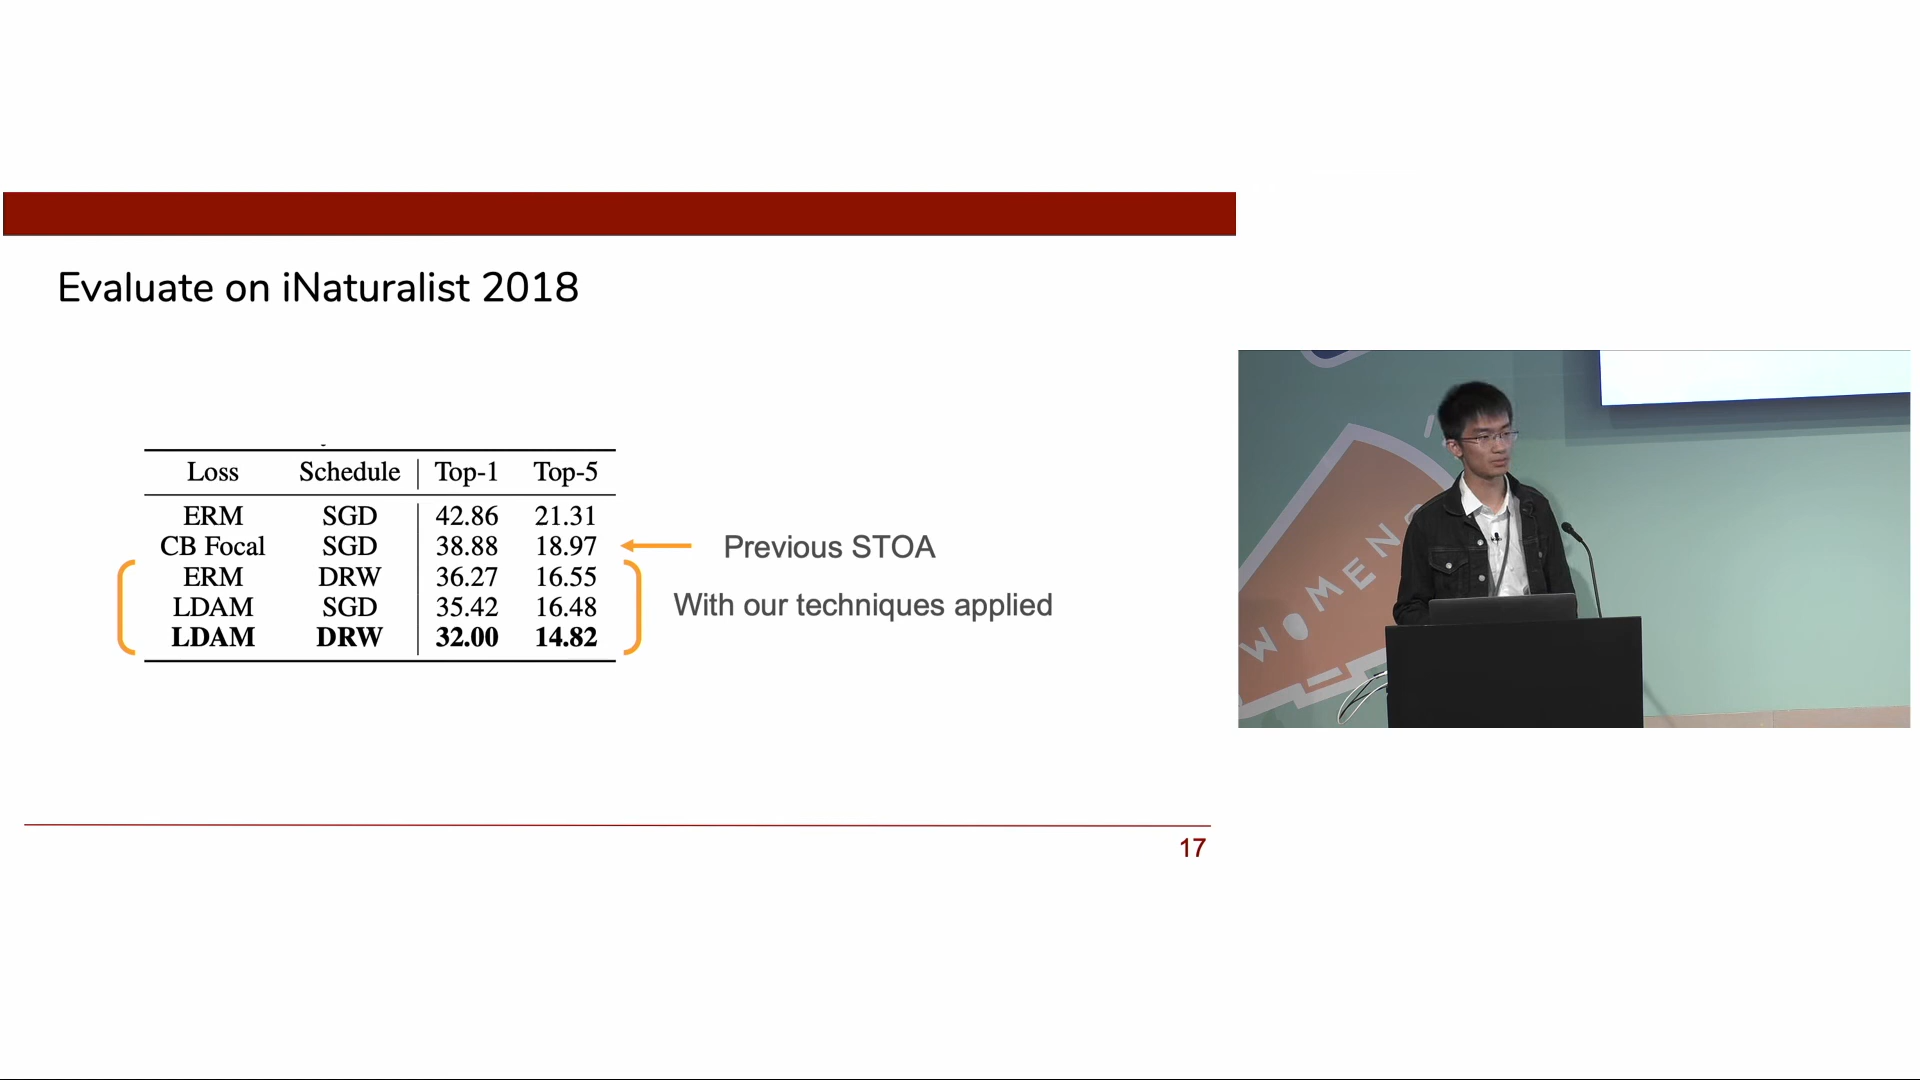 Evaluate on iNaturalist 2018
Loss Schedule Top-1 Top-5
ERM SGD 42.86 21.31
CB Focal SGD 38.88 18.97
ERM DRW 36.27 16.55
LDAM SGD 35.42 16.48
LDAM DRW 32.00 14.82
Previous STOA
With our techniques applied
17
WOMENS